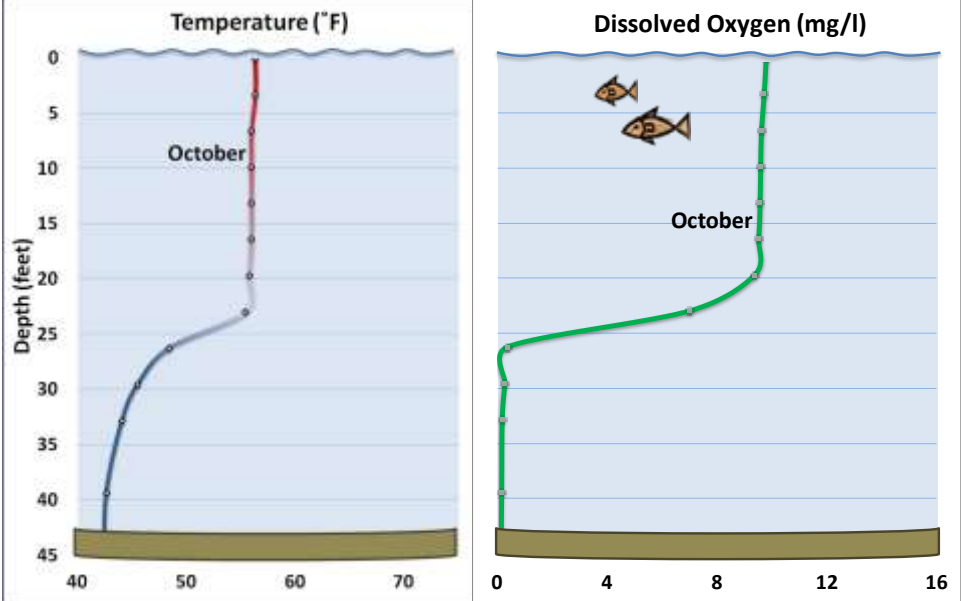 Temperature (˚F)
0
5
10
15
20
25
30
35
40
45
Depth (feet)
October
40 50 60 70
Dissolved Oxygen (mg/l)
October
0 4 8 12 16